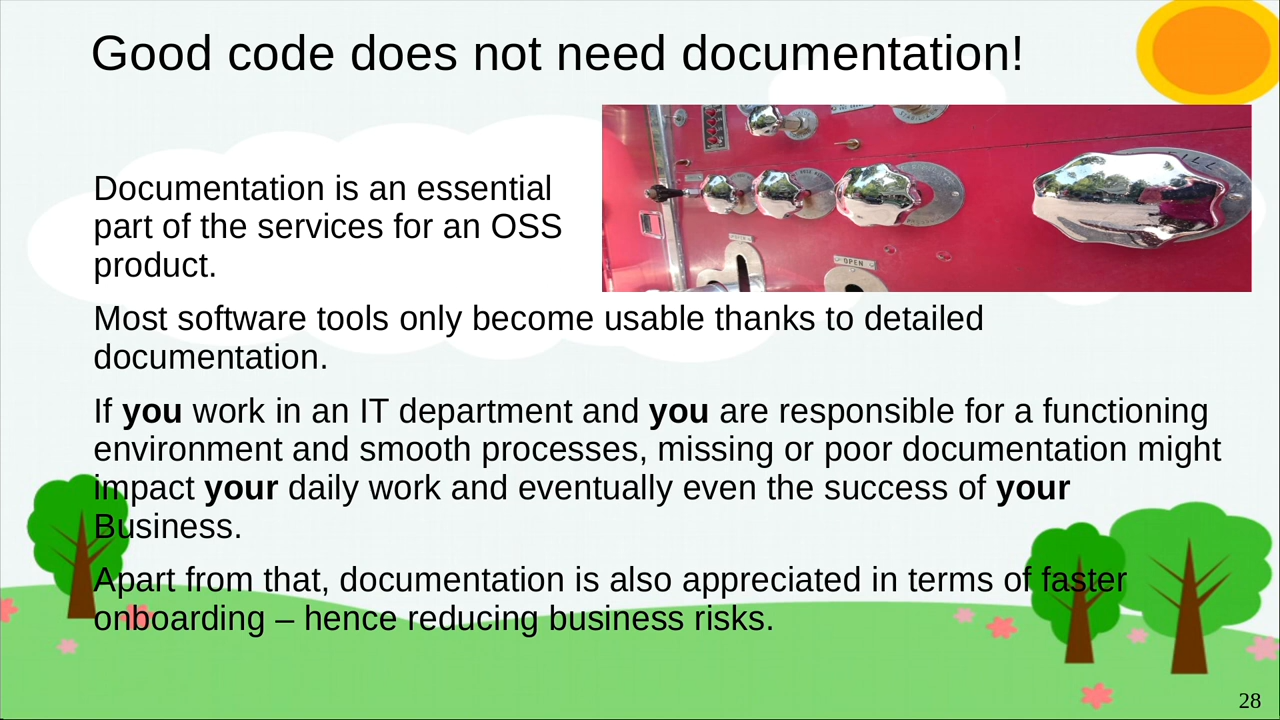 Good code does not need documentation!
Documentation is an essential
part of the services for an OSS
product.
OPEN
Most software tools only become usable thanks to detailed
documentation.
If you work in an IT department and you are responsible for a functioning
environment and smooth processes, missing or poor documentation might
impact your daily work and eventually even the success of your
Business.
Apart from that, documentation is also appreciated in terms of faster
onboarding – hence reducing business risks.
28